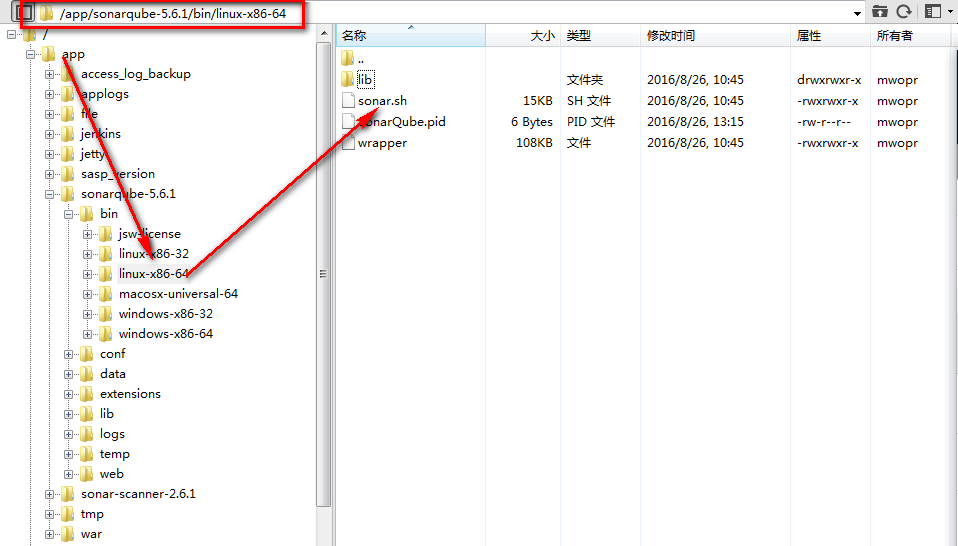 /app/sonarqube-5.6.1/bin/linux-x86-64
/
app
access_log_backup
applogs
file
jenkins
jetty
sasp_version
sonarqube-5.6.1
bin
jsw-license
linux-x86-32
linux-x86-64
macosx-universal-64
windows-x86-32
windows-x86-64
conf
data
extensions
lib
logs
temp
web
sonar-scanner-2.6.1
tmp
war
名称 大小 类型 修改时间 属性 所有者
..
lib 文件夹 2016/8/26, 10:45 drwxrwxr-x mwopr
sonar.sh 15KB SH 文件 2016/8/26, 10:45 -rwxrwxr-x mwopr
SonarQube.pid 6 Bytes PID 文件 2016/8/26, 13:15 -rw-r--r-- mwopr
wrapper 108KB 文件 2016/8/26, 10:45 -rwxrwxr-x mwopr